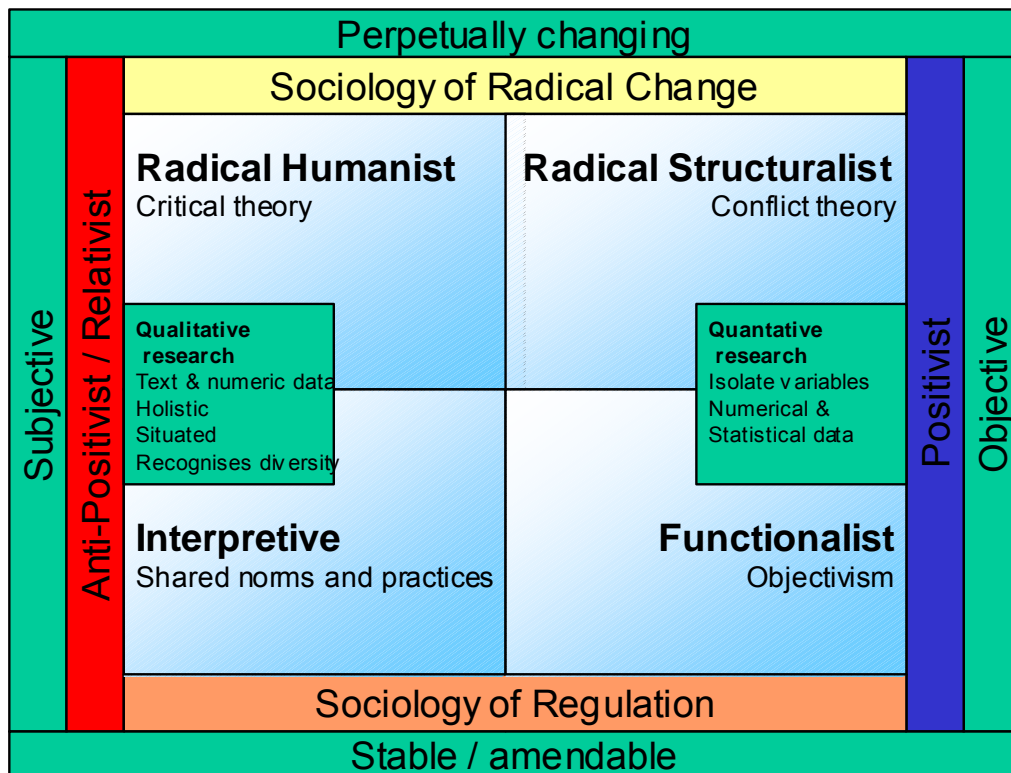 Perpetually changing
Sociology of Radical Change
Subjective
Anti-Positivist / Relativist
Radical Humanist
Critical theory
Radical Structuralist
Conflict theory
Qualitative
research
Text & numeric data
Holistic
Situated
Recognises diversity
Quantative
research
Isolate variables
Numerical &
Statistical data
Interpretive
Shared norms and practices
Functionalist
Objectivism
Positivist
Objective
Sociology of Regulation
Stable / amendable